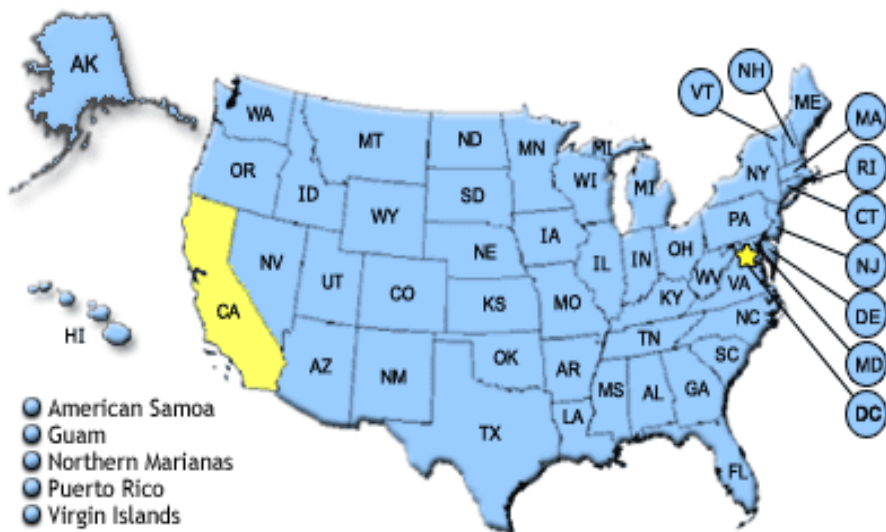 AK
NH
VT
ME
WA
MA
MT
ND
MN
MI
OR
WI
MI
NY
RI
ID
SD
WY
CT
PA
IA
NE
OH
NJ
NV
IL
IN
UT
WV
VA
CO
CA
KS
MO
KY
DE
HI
NC
TN
MD
OK
SC
AZ
NM
AR
MS
AL
GA
American Samoa
LA
DC
Guam
TX
Northern Marianas
FL
Puerto Rico
Virgin Islands